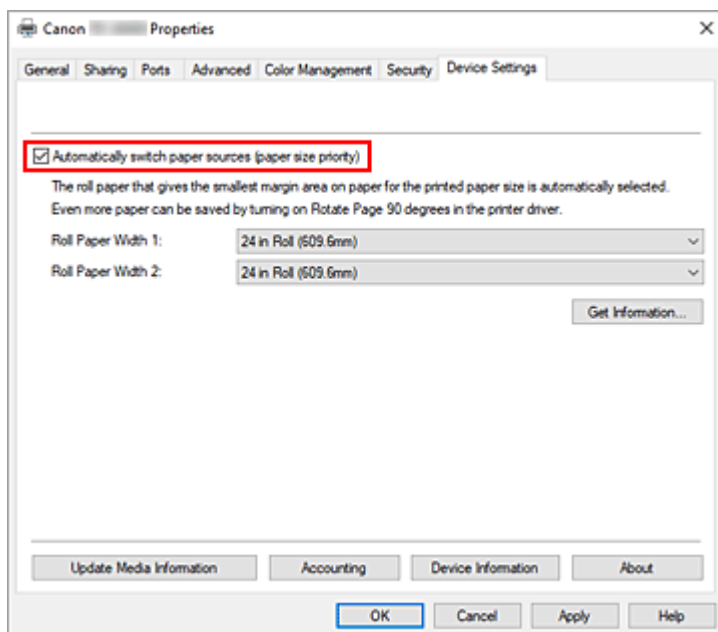 Canon Properties
General Sharing Ports Advanced Color Management Security Device Settings
Automatically switch paper sources (paper size priority)
The roll paper that gives the smallest margin area on paper for the printed paper size is automatically selected.
Even more paper can be saved by turning on Rotate Page 90 degrees in the printer driver.
Roll Paper Width 1: 24 in Roll (609.6mm)
Roll Paper Width 2: 24 in Roll (609.6mm)
Get Information...
Update Media Information Accounting Device Information About
OK Cancel Apply Help